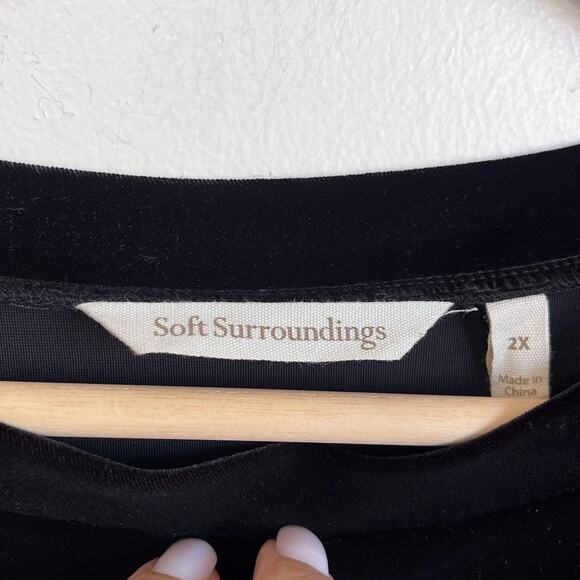 Soft Surroundings
2X
Made in
China